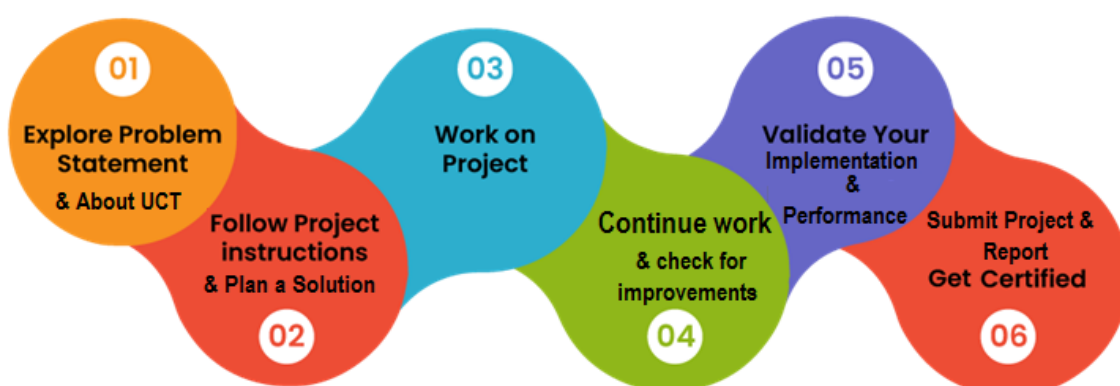 01
Explore Problem
Statement
& About UCT
Follow Project
instructions
& Plan a Solution
02
03
Work on
Project
Continue work
& check for
improvements
04
05
Validate Your
Implementation
&
Performance
Submit Project &
Report
Get Certified
06